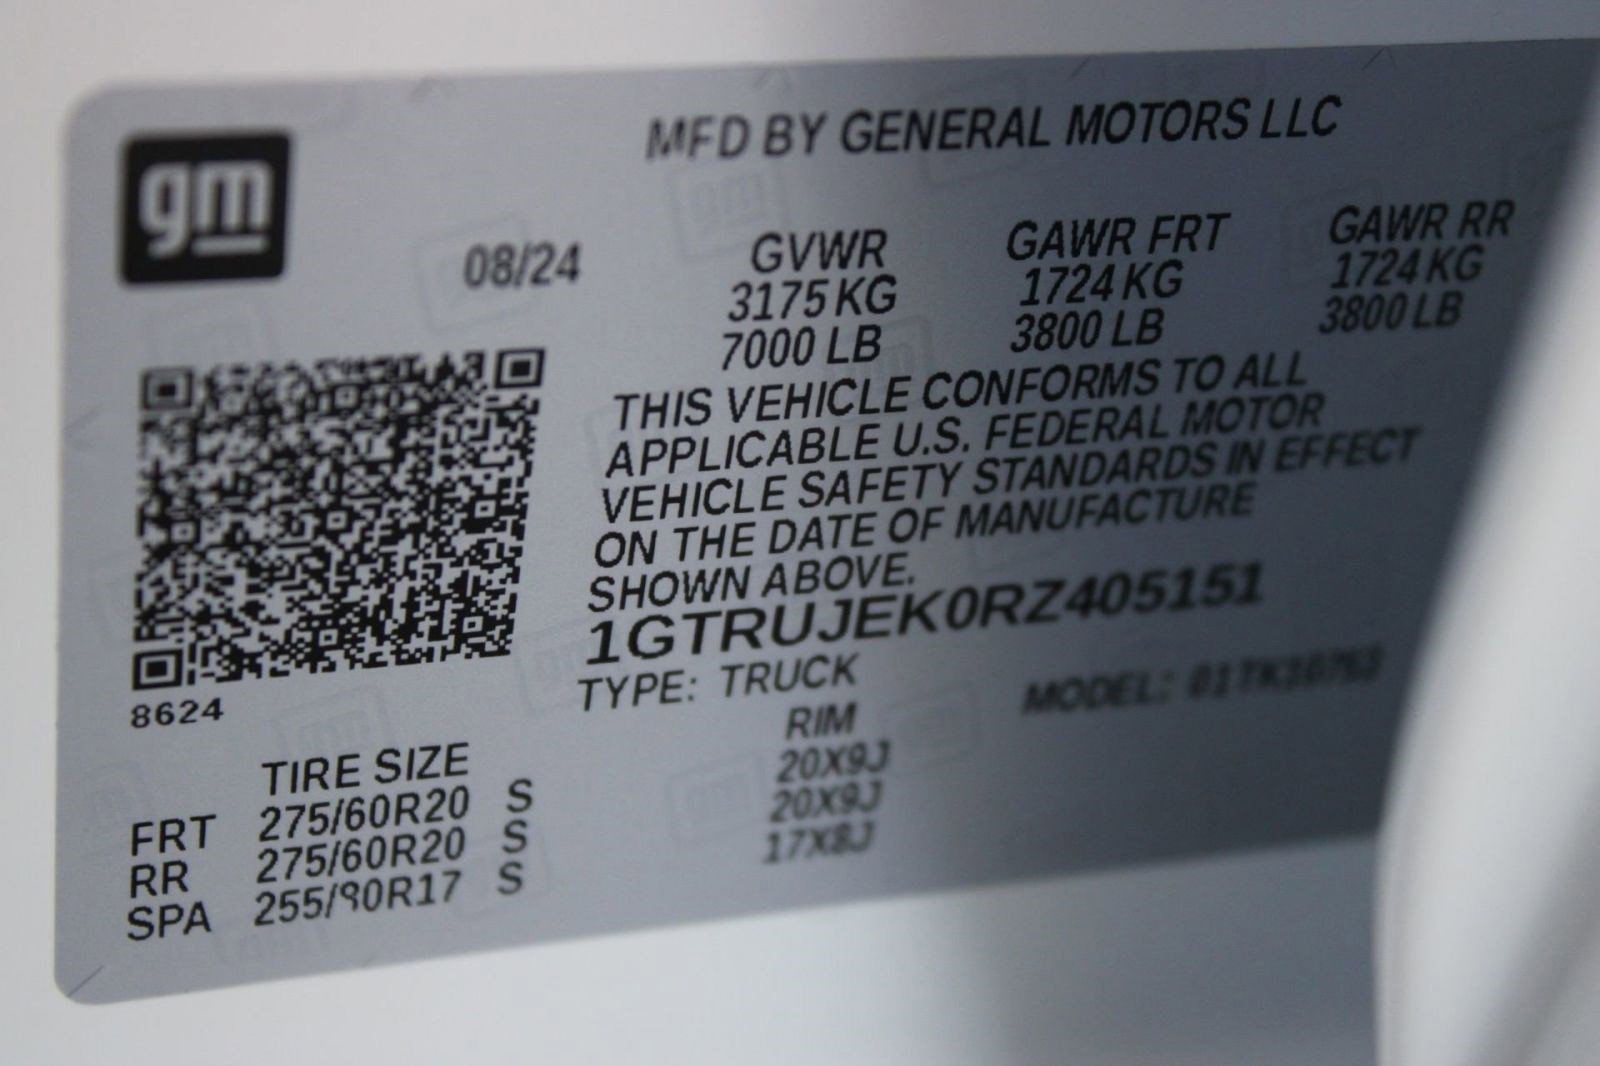 gm
MFD BY GENERAL MOTORS LLC
08/24 GVWR GAWR FRT GAWR RR
3175 KG 1724 KG 1724 KG
7000 LB 3800 LB 3800 LB
THIS VEHICLE CONFORMS TO ALL
APPLICABLE U.S. FEDERAL MOTOR
VEHICLE SAFETY STANDARDS IN EFFECT
ON THE DATE OF MANUFACTURE
SHOWN ABOVE.
1GTRUJEK0RZ405151
TYPE: TRUCK MODEL:
8624
TIRE SIZE RIM
FRT 275/60R20 S 20X9J
RR 275/60R20 S 20X9J
SPA 255/80R17 S 17X8J